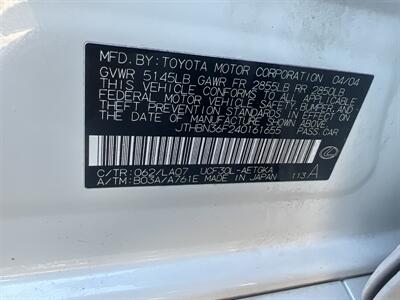 MFD. BY: TOYOTA MOTOR CORPORATION 04/04
GVWR 5145LB GAWR FR 2855LB RR 2850LB
THIS VEHICLE CONFORMS TO ALL APPLICABLE
FEDERAL MOTOR VEHICLE SAFETY, BUMPER, AND
THEFT PREVENTION STANDARDS IN EFFECT ON
THE DATE OF MANUFACTURE SHOWN ABOVE.
JTHBN36F240161655
C/TR: 062/LA07 UCF30L-AETGKA
A/TM: B03A/A761E MADE IN JAPAN 113A